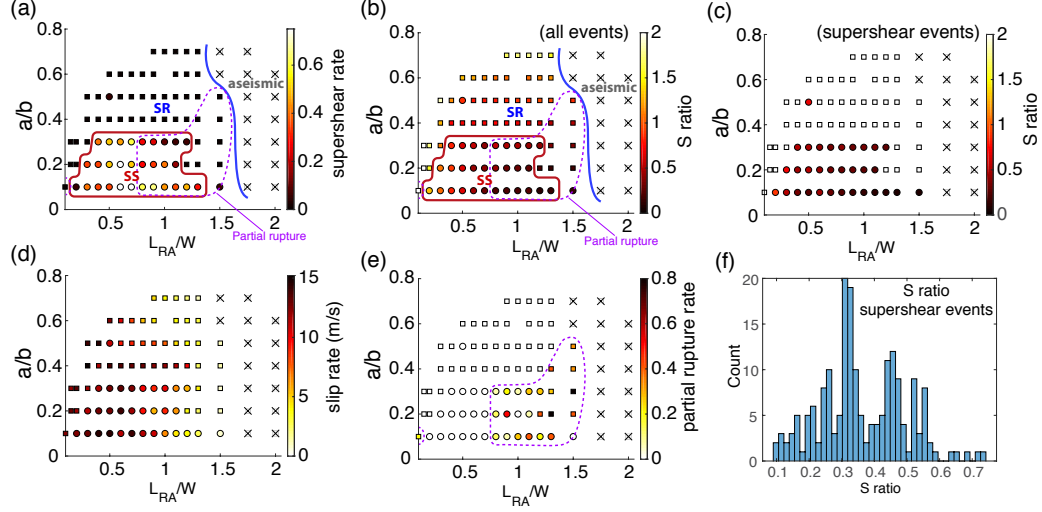 (a)
0.8
0.6
0.4
0.2
0
a/b
0.5
1
1.5
2
L_RA/W
aseismic
SR
SS
Partial rupture
0.6
0.4
0.2
0
supershear rate
(b)
(all events)
0.8
0.6
0.4
0.2
0
a/b
0.5
1
1.5
2
L_RA/W
aseismic
SR
SS
Partial rupture
2
1.5
1
0.5
0
S ratio
(c)
(supershear events)
0.8
0.6
0.4
0.2
0
a/b
0.5
1
1.5
2
L_RA/W
2
1.5
1
0.5
0
S ratio
(d)
0.8
0.6
0.4
0.2
0
a/b
0.5
1
1.5
2
L_RA/W
15
10
5
0
slip rate (m/s)
(e)
0.8
0.6
0.4
0.2
0
a/b
0.5
1
1.5
2
L_RA/W
0.8
0.6
0.4
0.2
0
partial rupture rate
(f)
S ratio
supershear events
20
15
10
5
0
Count
0.1
0.2
0.3
0.4
0.5
0.6
0.7
S ratio